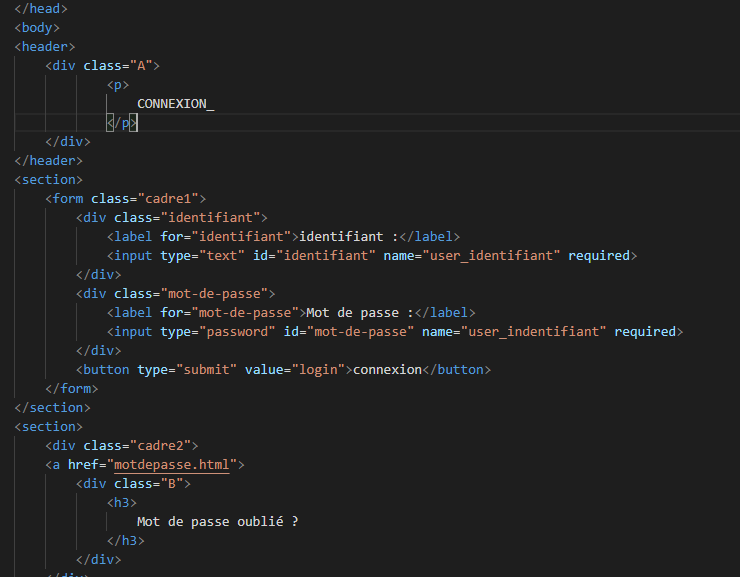 </head>
<body>
<header>
<div class="A">
<p>
CONNEXION_
</p>
</div>
</header>
<section>
<form class="cadre1">
<div class="identifiant">
<label for="identifiant">identifiant :</label>
<input type="text" id="identifiant" name="user_identifiant" required>
</div>
<div class="mot-de-passe">
<label for="mot-de-passe">Mot de passe :</label>
<input type="password" id="mot-de-passe" name="user_indentifiant" required>
</div>
<button type="submit" value="login">connexion</button>
</form>
</section>
<section>
<div class="cadre2">
<a href="motdepasse.html">
<div class="B">
<h3>
Mot de passe oublié ?
</h3>
</div>
</div>